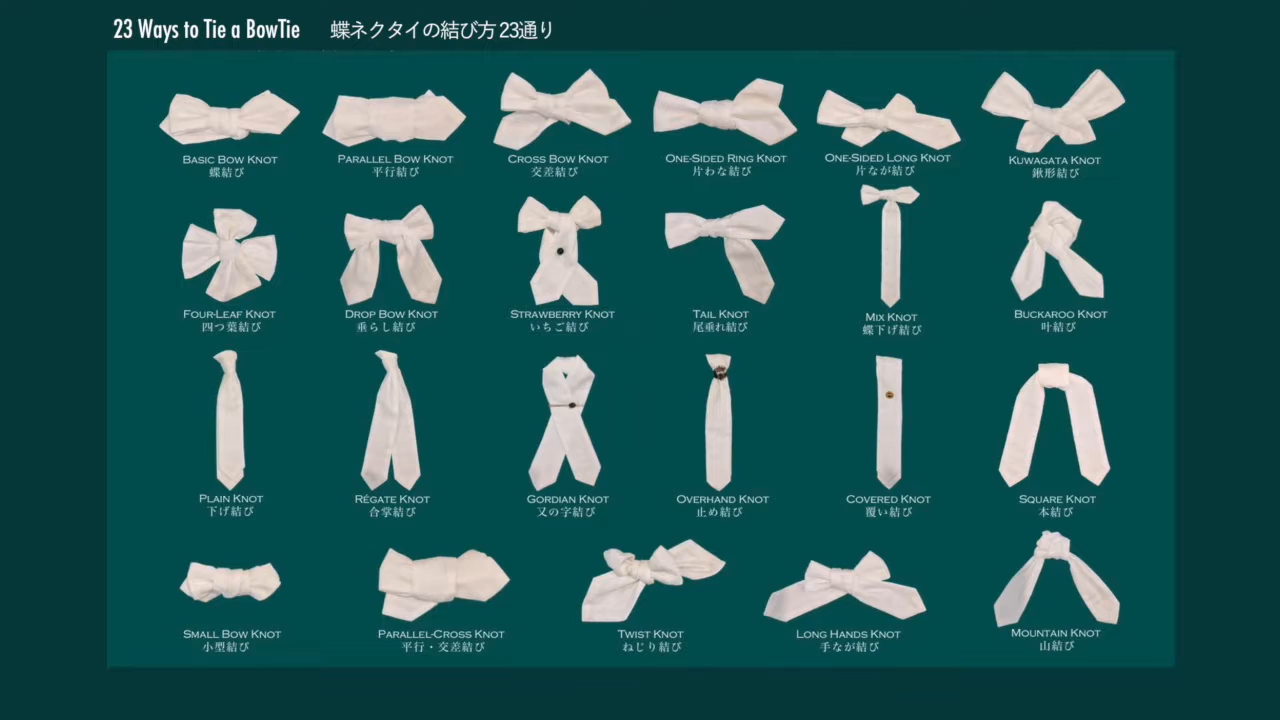 23 Ways to Tie a BowTie 蝶ネクタイの結び方 23通り
BASIC BOW KNOT
蝶結び
PARALLEL BOW KNOT
平行結び
CROSS BOW KNOT
交差結び
ONE-SIDED RING KNOT
片わな結び
ONE-SIDED LONG KNOT
片なが結び
KUWAGATA KNOT
鍬形結び
FOUR-LEAF KNOT
四つ葉結び
DROP BOW KNOT
垂らし結び
STRAWBERRY KNOT
いちご結び
TAIL KNOT
尾垂れ結び
MIX KNOT
蝶下げ結び
BUCKAROO KNOT
叶結び
PLAIN KNOT
下げ結び
RÉGATE KNOT
合掌結び
GORDIAN KNOT
又の字結び
OVERHAND KNOT
止め結び
COVERED KNOT
覆い結び
SQUARE KNOT
本結び
SMALL BOW KNOT
小型結び
PARALLEL-CROSS KNOT
平行・交差結び
TWIST KNOT
ねじり結び
LONG HANDS KNOT
手なが結び
MOUNTAIN KNOT
山結び